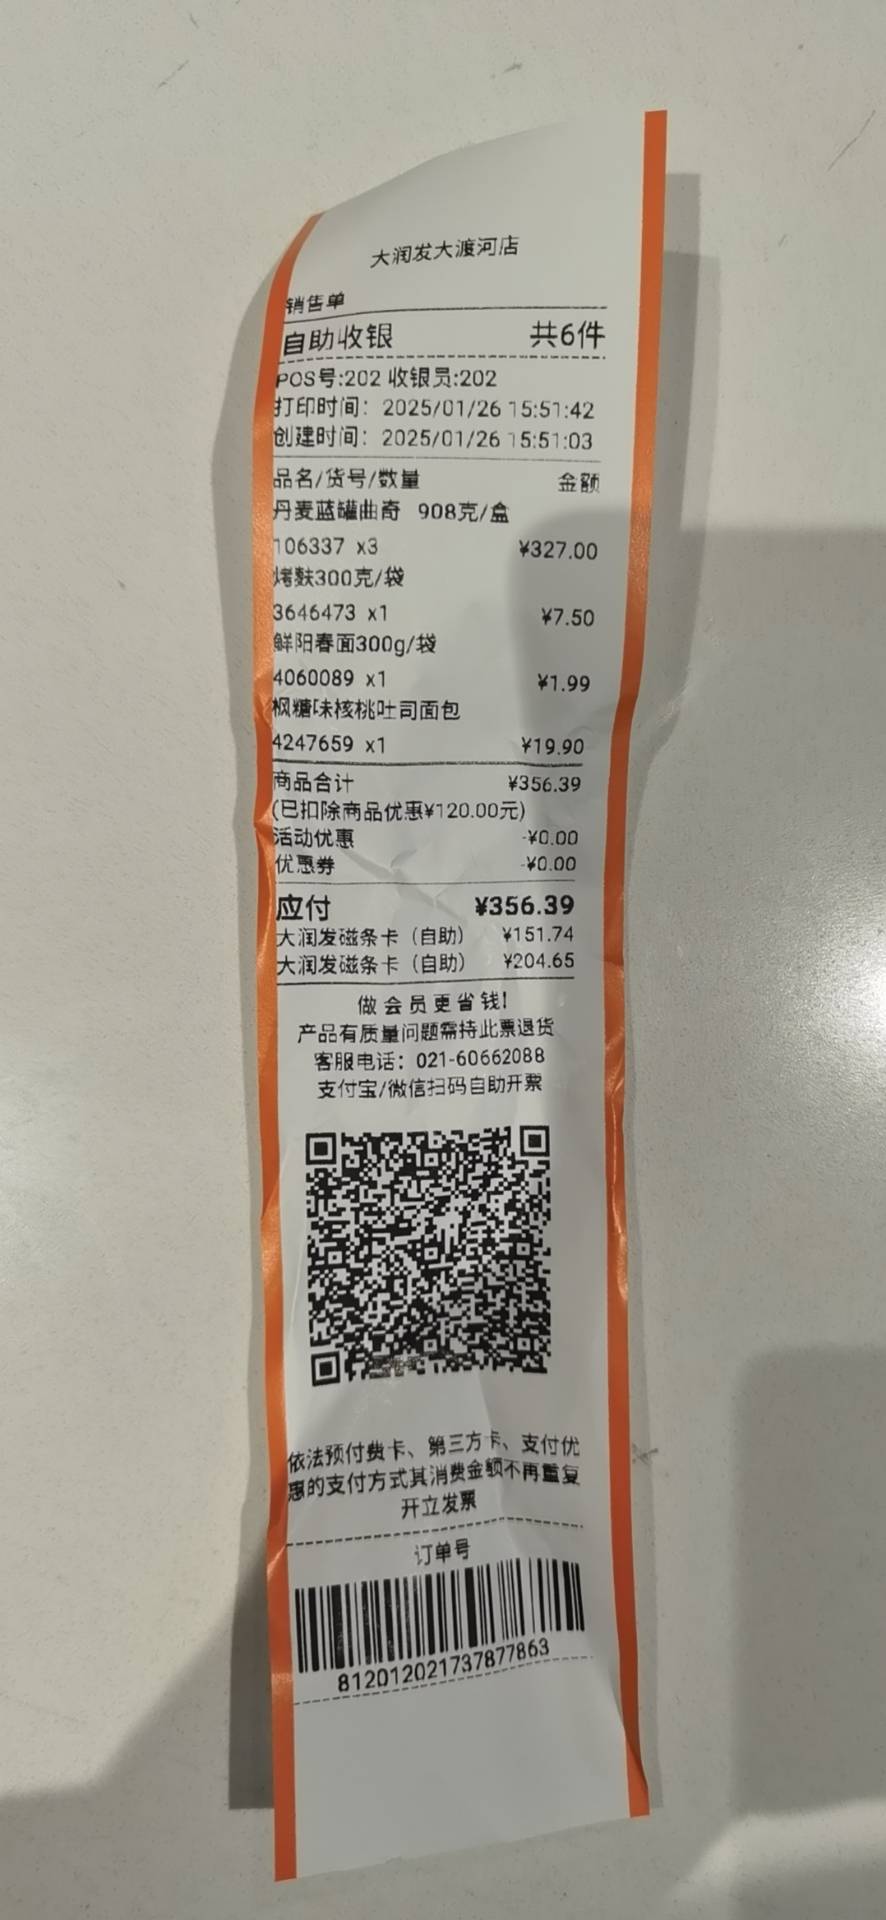 大润发大渡河店
销售单
自助收银 共6件
POS号:202 收银员:202
打印时间: 2025/01/26 15:51:42
创建时间: 2025/01/26 15:51:03
品名/货号/数量 金额
丹麦蓝罐曲奇 908克/盒
106337 x3 ¥327.00
烤麸300克/袋
3646473 x1 ¥7.50
鲜阳春面300g/袋
4060089 x1 ¥1.99
枫糖味核桃吐司面包
4247659 x1 ¥19.90
商品合计 ¥356.39
(已扣除商品优惠¥120.00元)
活动优惠 -¥0.00
优惠券 -¥0.00
应付 ¥356.39
大润发磁条卡（自助） ¥151.74
大润发磁条卡（自助） ¥204.65
做会员更省钱!
产品有质量问题需持此票退货
客服电话: 021-60662088
支付宝/微信扫码自助开票
依法预付费卡、第三方卡、支付优
惠的支付方式其消费金额不再重复
开立发票
订单号
812012021737877863